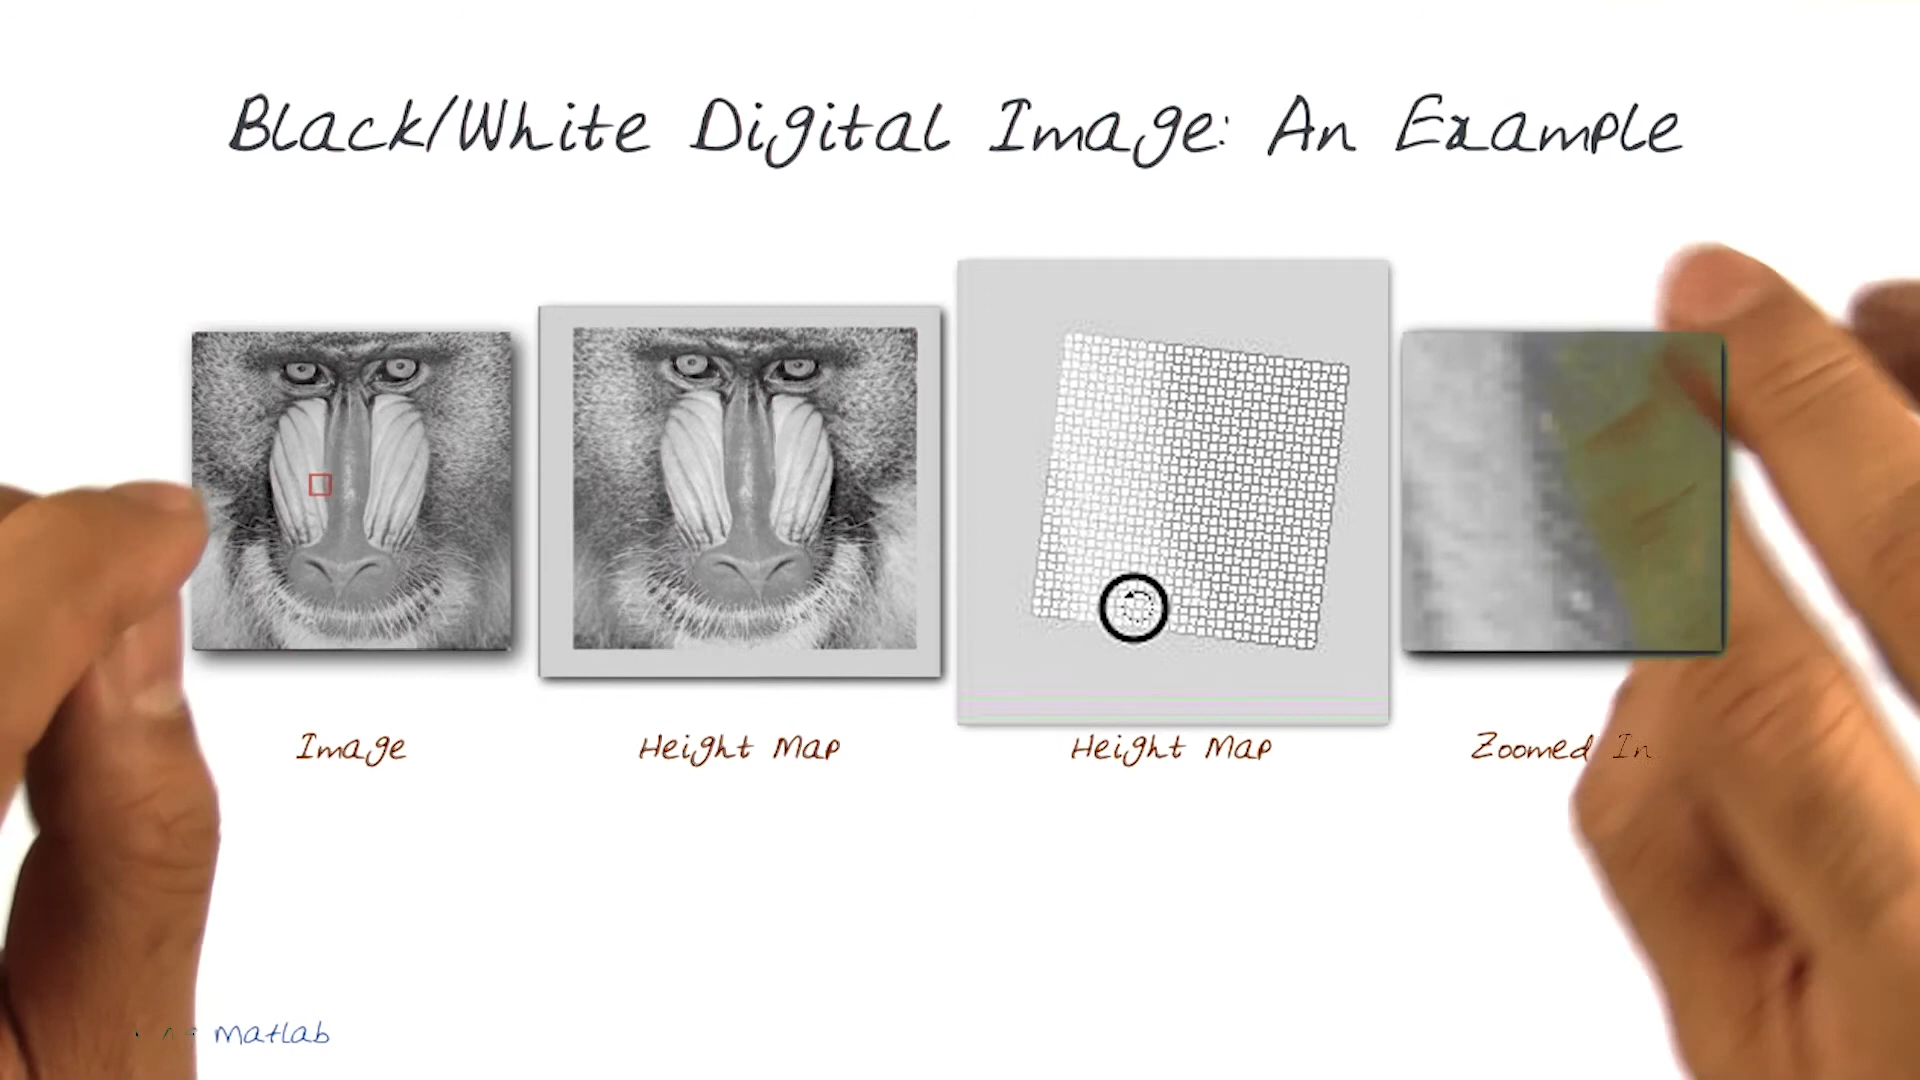 Black/White Digital Image: An Example
Image
Height Map
Height Map
Zoomed In
matlab